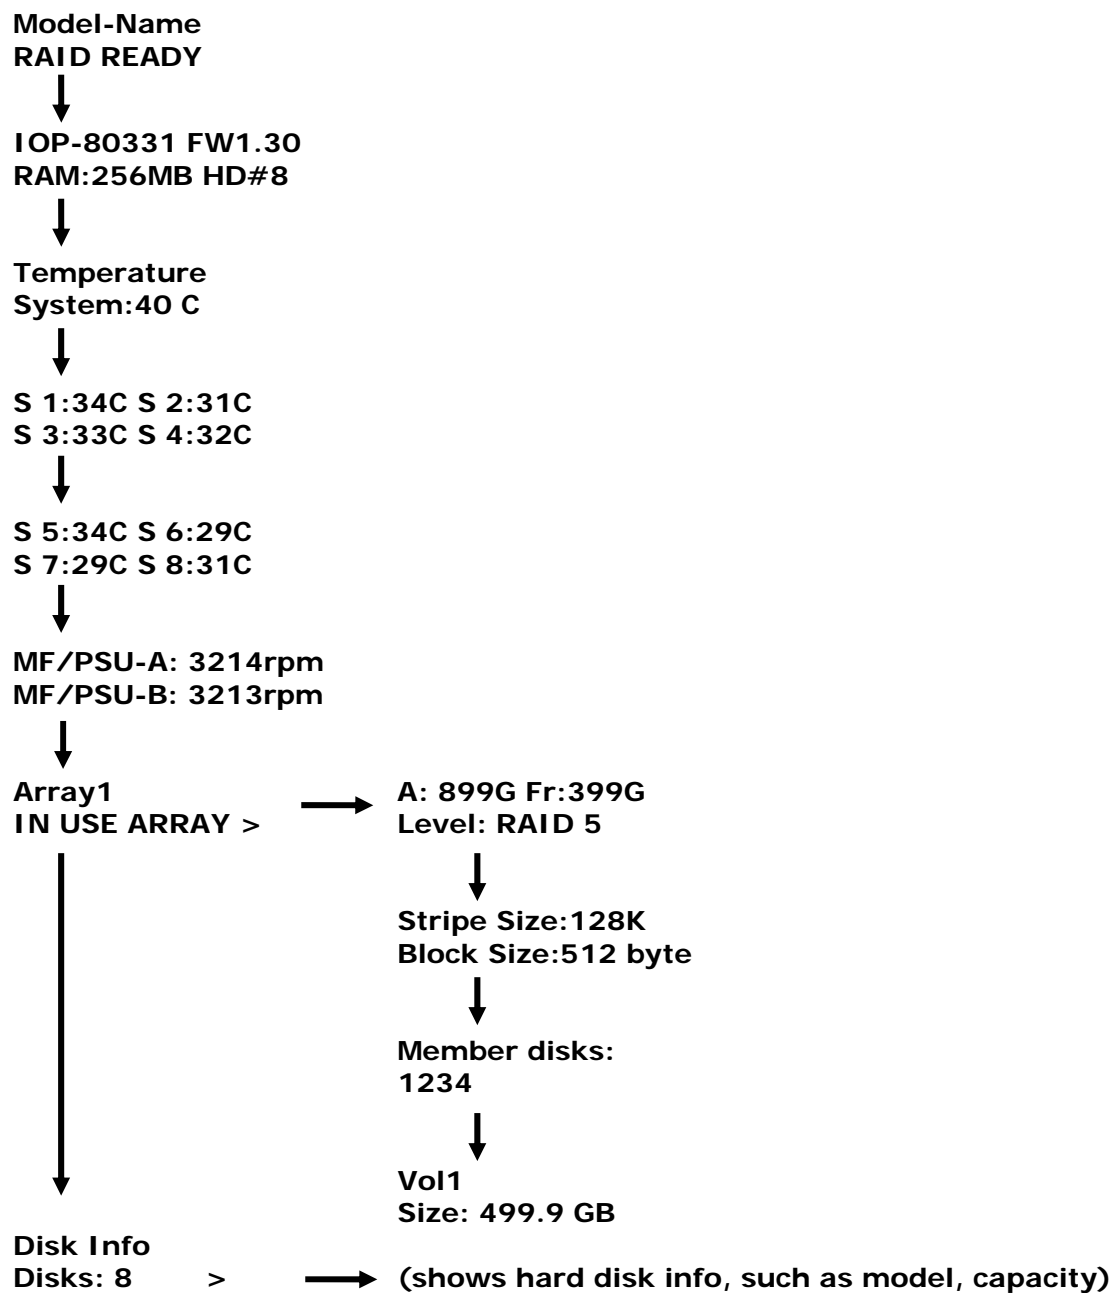 Model-Name
RAID READY
IOP-80331 FW1.30
RAM:256MB HD#8
Temperature
System:40 C
S 1:34C S 2:31C
S 3:33C S 4:32C
S 5:34C S 6:29C
S 7:29C S 8:31C
MF/PSU-A: 3214rpm
MF/PSU-B: 3213rpm
Array1
IN USE ARRAY >
A: 899G Fr:399G
Level: RAID 5
Stripe Size:128K
Block Size:512 byte
Member disks:
1234
Vol1
Size: 499.9 GB
Disk Info
Disks: 8 >
(shows hard disk info, such as model, capacity)